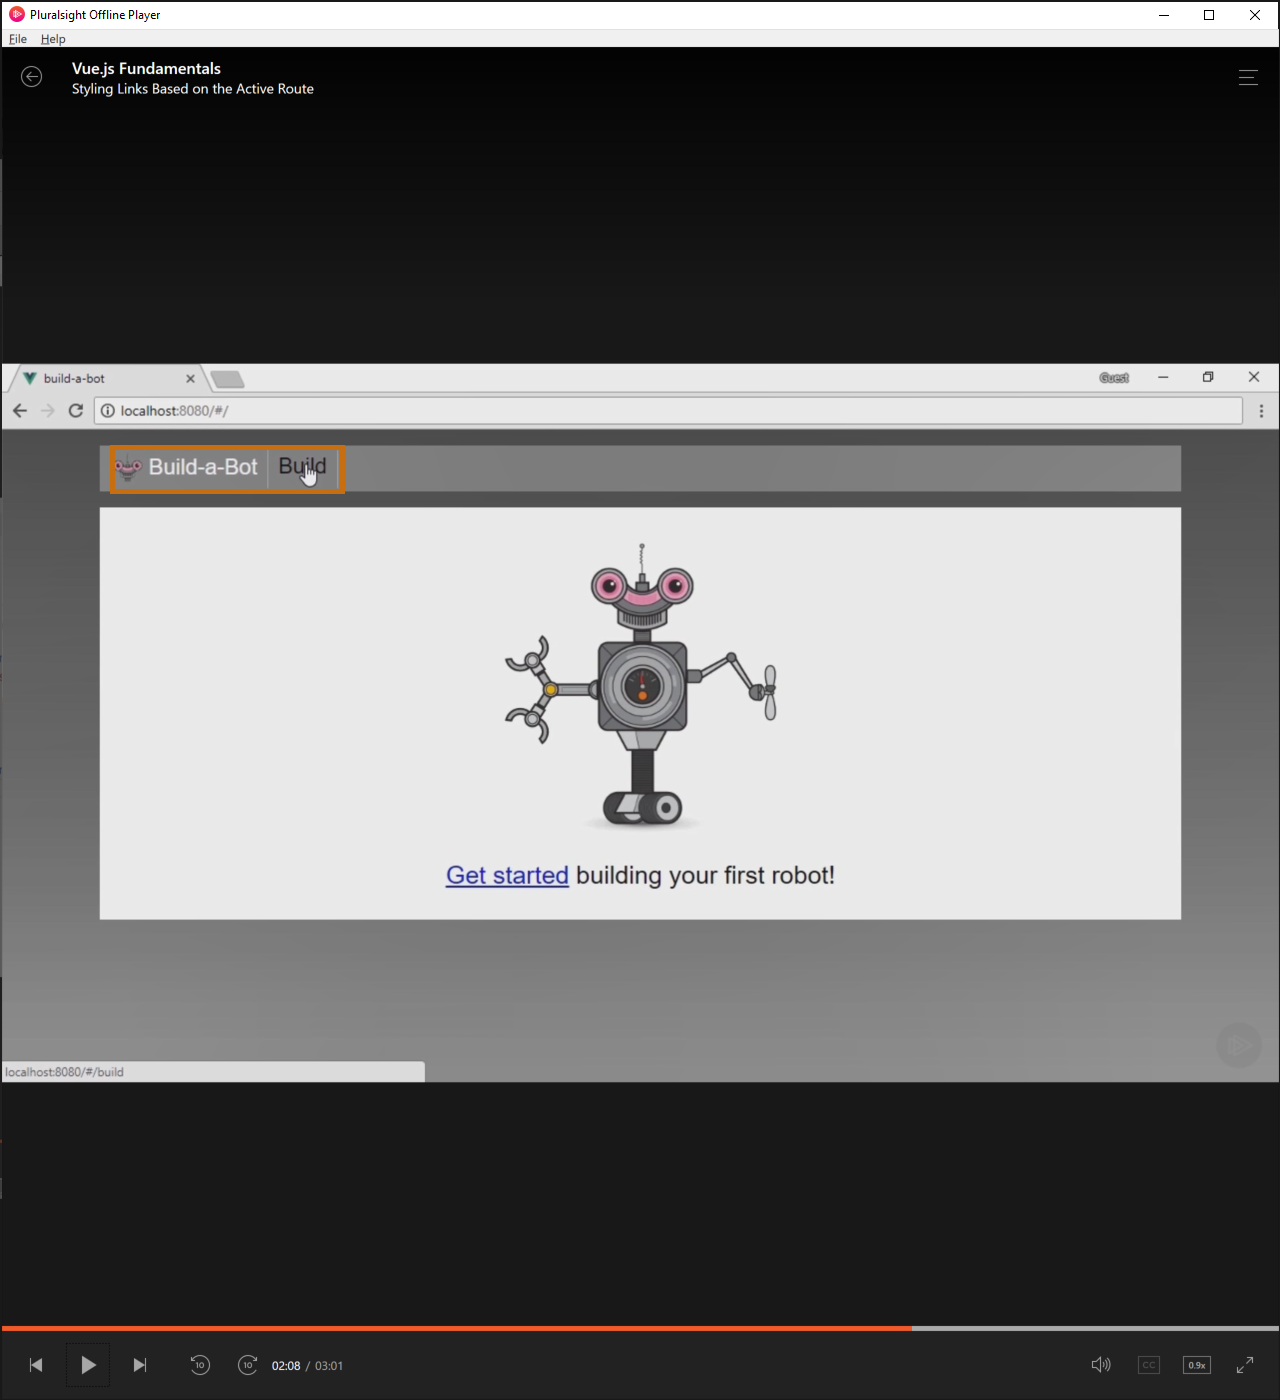 Pluralsight Offline Player
File Help
Vue.js Fundamentals
Styling Links Based on the Active Route
build-a-bot
Guest
localhost:8080/#/
Build-a-Bot Build
Get started building your first robot!
localhost:8080/#/build
10 10 02:08 / 03:01 CC 0.9x